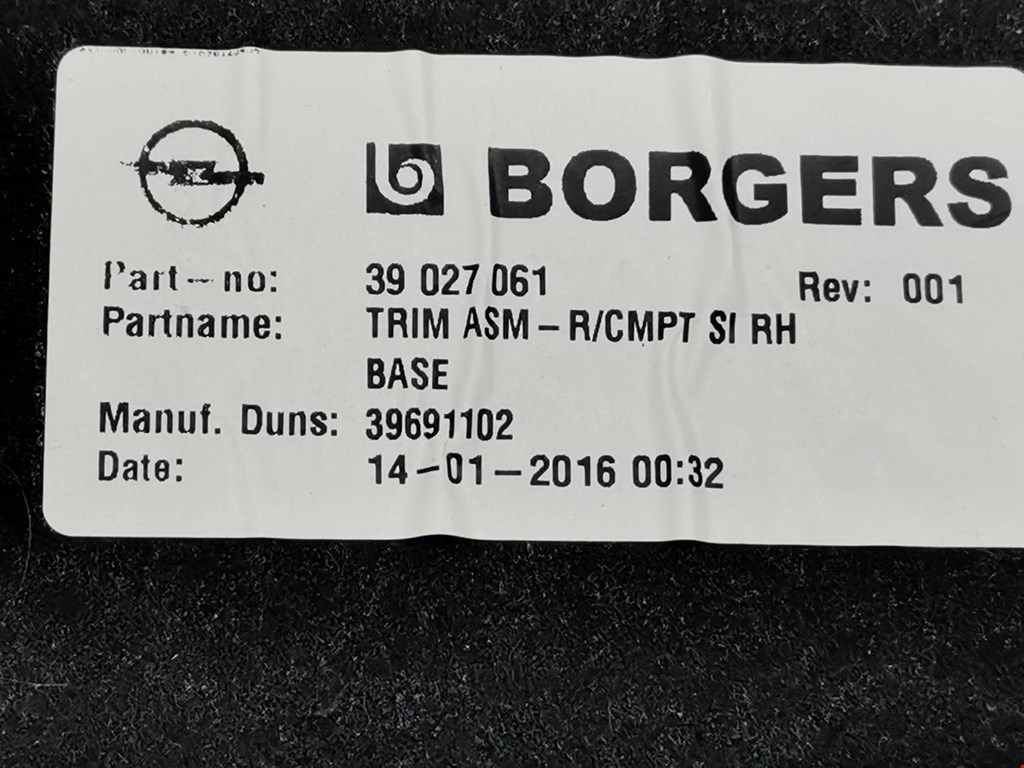 BORGERS
Part-no: 39 027 061 Rev: 001
Partname: TRIM ASM-R/CMPT SI RH
BASE
Manuf. Duns: 39691102
Date: 14-01-2016 00:32